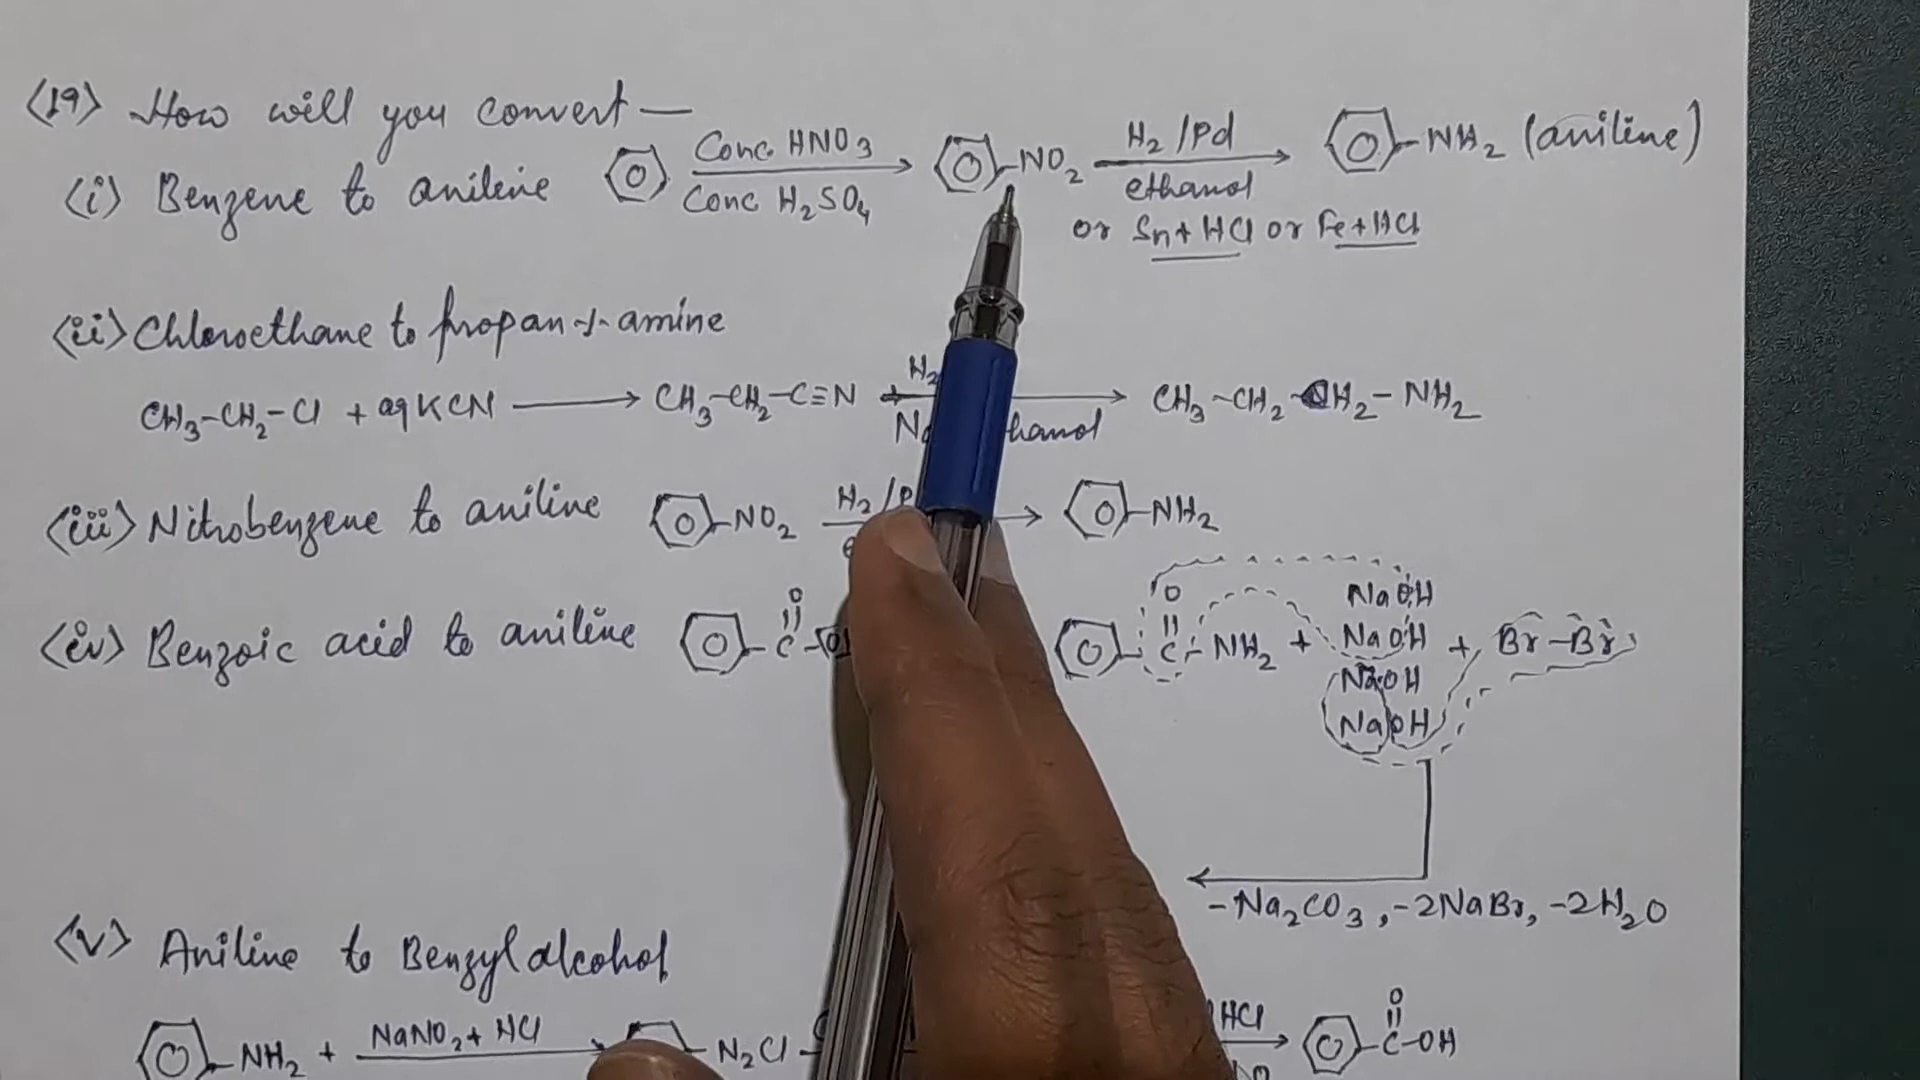 (19) How will you convert —
(i) Benzene to aniline Conc. HNO3 Conc H2SO4 -NO2 H2/Pd ethanol -NH2 (aniline)
or Sn+HCl or Fe+HCl
(ii) Chloroethane to propan-1-amine
CH3-CH2-Cl + aq KCN → CH3-CH2-C≡N → CH3-CH2-CH2-NH2
(iii) Nitrobenzene to aniline -NO2 → -NH2
(iv) Benzoic acid to aniline O -C- O -C-NH2 + NaOH NaOH NaOH NaOH + Br-Br
-Na2CO3, -2NaBr, -2H2O
(v) Aniline to Benzyl alcohol
-NH2 + NaNO2+HCl → -N2Cl HCl → O -C-OH